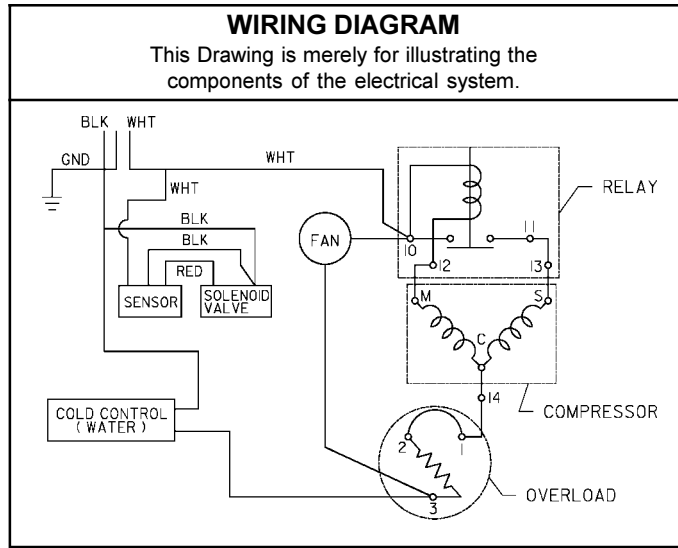 WIRING DIAGRAM
This Drawing is merely for illustrating the
components of the electrical system.
BLK WHT
GND
WHT
WHT
BLK
BLK
RED
SENSOR
SOLENOID
VALVE
FAN
RELAY
10
11
12
13
M
S
C
14
COMPRESSOR
COLD CONTROL
( WATER )
2
1
3
OVERLOAD